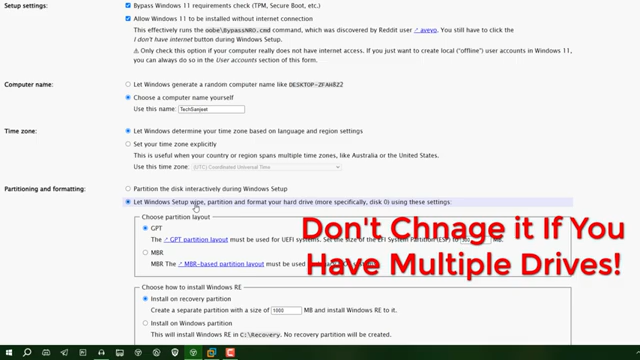 Setup settings:
Bypass Windows 11 requirements check (TPM, Secure Boot, etc.)
Allow Windows 11 to be installed without internet connection
This effectively runs the oobe\BypassNRO.cmd command, which was discovered by Reddit user aveyo. You still have to click the
I don't have internet button during Windows Setup.
⚠ Only check this if your computer really does not have internet access. If you just want to create local ("offline") user accounts in Windows 11,
you can always do so in the User accounts section of this form.
Computer name:
Let Windows generate a random computer name like DESKTOP-ZFAH8Z2
Choose a computer name yourself
Use this name: TechSanjeet
Time zone:
Let Windows determine your time zone based on language and region settings
Set your time zone explicitly
This is useful when your country or region spans multiple time zones, like Australia or the United States.
Use this time zone: (UTC) Coordinated Universal Time
Partitioning and formatting:
Partition the disk interactively during Windows Setup
Let Windows Setup wipe, partition and format your hard drive (more specifically, disk 0) using these settings:
Choose partition layout
GPT
The GPT partition layout must be used for UEFI systems. Set the size of the EFI System Partition (ESP) to MB.
MBR
MBR The MBR-based partition layout must be used
Don't Chnage it If You
Have Multiple Drives!
Choose how to install Windows RE
Install on recovery partition
Create a separate partition with a size of 1000 MB and install Windows RE to it.
Install on Windows partition
This will install Windows RE in C:\Recovery. No recovery partition will be created.